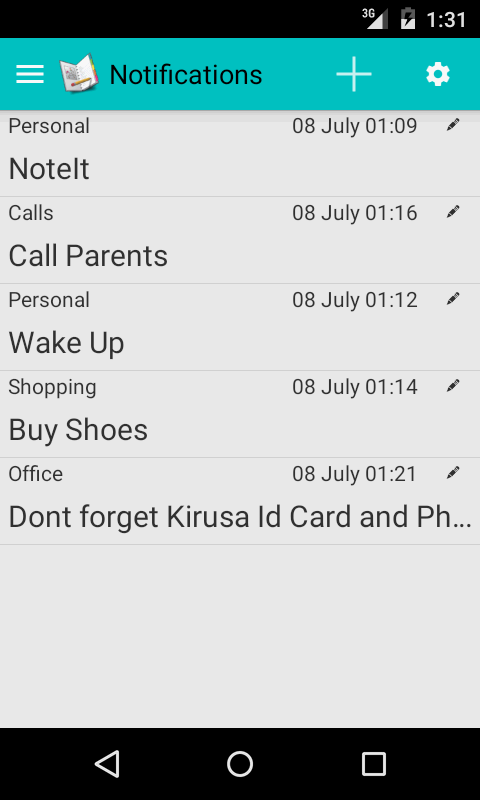 3G 1:31
Notifications
Personal 08 July 01:09
NoteIt
Calls 08 July 01:16
Call Parents
Personal 08 July 01:12
Wake Up
Shopping 08 July 01:14
Buy Shoes
Office 08 July 01:21
Dont forget Kirusa Id Card and Ph...